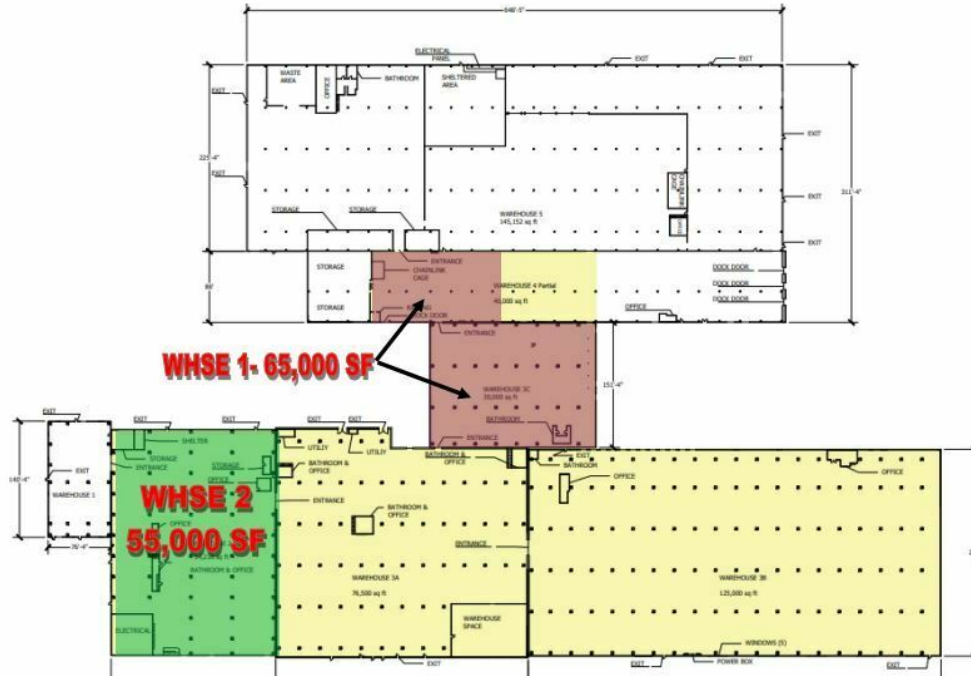 648'-5"
ELECTRICAL
PANEL
EXIT
EXIT
WASTE
AREA
OFFICE
BATHROOM
SHELTERED
AREA
EXIT
EXIT
225'-4"
EXIT
311'-4"
EXIT
EXIT
STORAGE
STORAGE
WAREHOUSE 5
145,152 sq ft
EXIT
ENTRANCE
STORAGE
CHAINLINK
CAGE
DOCK DOOR
DOCK DOOR
DOCK DOOR
WAREHOUSE 4 Partial
40,000 sq ft
86'
STORAGE
DOCK DOOR
OFFICE
ENTRANCE
WHSE 1- 65,000 SF
151'-4"
WAREHOUSE 3C
BATHROOM
ENTRANCE
EXIT
EXIT
EXIT
EXIT
EXIT
140'-4"
SHELTER
STORAGE
ENTRANCE
STORAGE
OFFICE
UTILIY
UTILIY
BATHROOM &
OFFICE
BATHROOM &
OFFICE
EXIT
BATHROOM
OFFICE
OFFICE
EXIT
WAREHOUSE 1
WHSE 2
55,000 SF
ENTRANCE
OFFICE
BATHROOM &
OFFICE
ENTRANCE
76'-4"
BATHROOM & OFFICE
WAREHOUSE 3A
76,500 sq ft
WAREHOUSE 3B
125,000 sq ft
ELECTRICAL
WAREHOUSE
SPACE
WINDOWS (5)
EXIT
EXIT
POWER BOX
EXIT